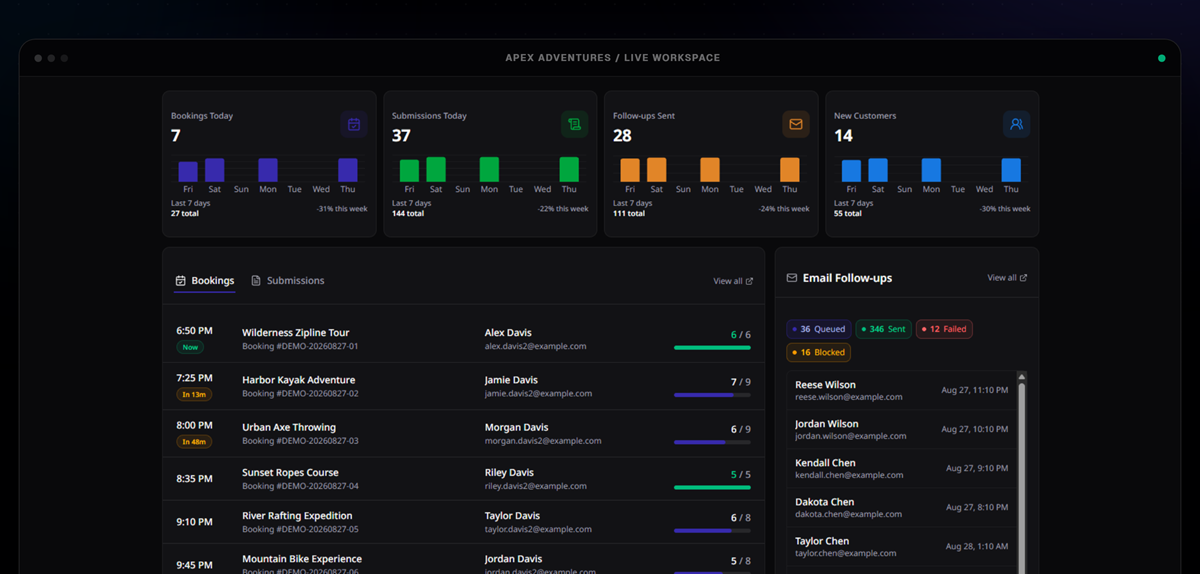 APEX ADVENTURES / LIVE WORKSPACE
Bookings Today
7
Fri Sat Sun Mon Tue Wed Thu
Last 7 days
27 total
-31% this week
Submissions Today
37
Fri Sat Sun Mon Tue Wed Thu
Last 7 days
144 total
-22% this week
Follow-ups Sent
28
Fri Sat Sun Mon Tue Wed Thu
Last 7 days
111 total
-24% this week
New Customers
14
Fri Sat Sun Mon Tue Wed Thu
Last 7 days
55 total
-30% this week
Bookings
Submissions
View all
6:50 PM
Now
Wilderness Zipline Tour
Booking #DEMO-20260827-01
Alex Davis
alex.davis2@example.com
6 / 6
7:25 PM
In 13m
Harbor Kayak Adventure
Booking #DEMO-20260827-02
Jamie Davis
jamie.davis2@example.com
7 / 9
8:00 PM
In 48m
Urban Axe Throwing
Booking #DEMO-20260827-03
Morgan Davis
morgan.davis2@example.com
6 / 9
8:35 PM
Sunset Ropes Course
Booking #DEMO-20260827-04
Riley Davis
riley.davis2@example.com
5 / 5
9:10 PM
River Rafting Expedition
Booking #DEMO-20260827-05
Taylor Davis
taylor.davis2@example.com
6 / 8
9:45 PM
Mountain Bike Experience
Booking #DEMO-20260827-06
Jordan Davis
jordan.davis2@example.com
5 / 8
Email Follow-ups
View all
36 Queued
346 Sent
12 Failed
16 Blocked
Reese Wilson
reese.wilson@example.com
Aug 27, 11:10 PM
Jordan Wilson
jordan.wilson@example.com
Aug 27, 10:10 PM
Kendall Chen
kendall.chen@example.com
Aug 27, 9:10 PM
Dakota Chen
dakota.chen@example.com
Aug 27, 8:10 PM
Taylor Chen
taylor.chen@example.com
Aug 28, 1:10 AM